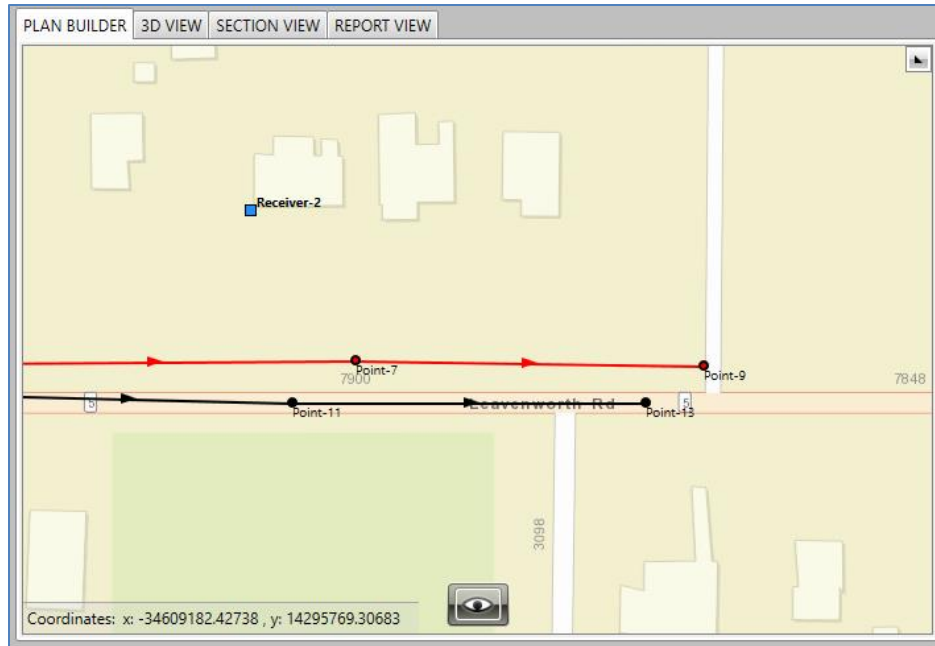 PLAN BUILDER 3D VIEW SECTION VIEW REPORT VIEW
Receiver-2
Point-7
Point-9
7900
7848
5
Leavenworth Rd
5
Point-11
Point-13
3098
Coordinates: x: -34609182.42738 , y: 14295769.30683